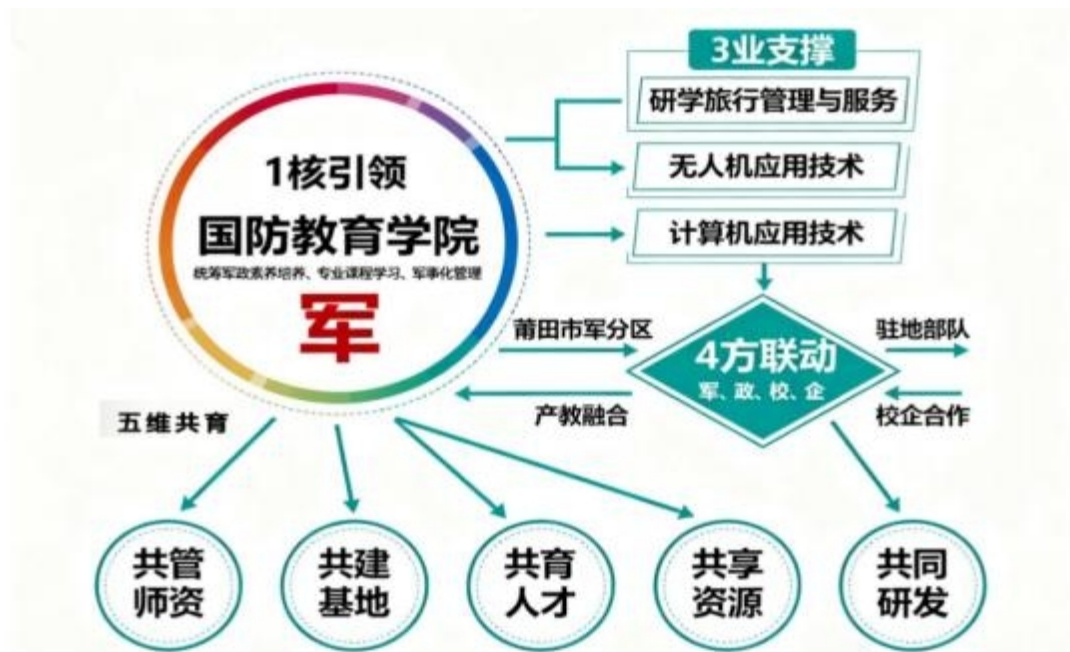 3业支撑
研学旅行管理与服务
无人机应用技术
计算机应用技术
1核引领
国防教育学院
统筹军政素养培养、专业课程学习、军事化管理
军
莆田市军分区
产教融合
4方联动
军、政、校、企
驻地部队
校企合作
五维共育
共管
师资
共建
基地
共育
人才
共享
资源
共同
研发